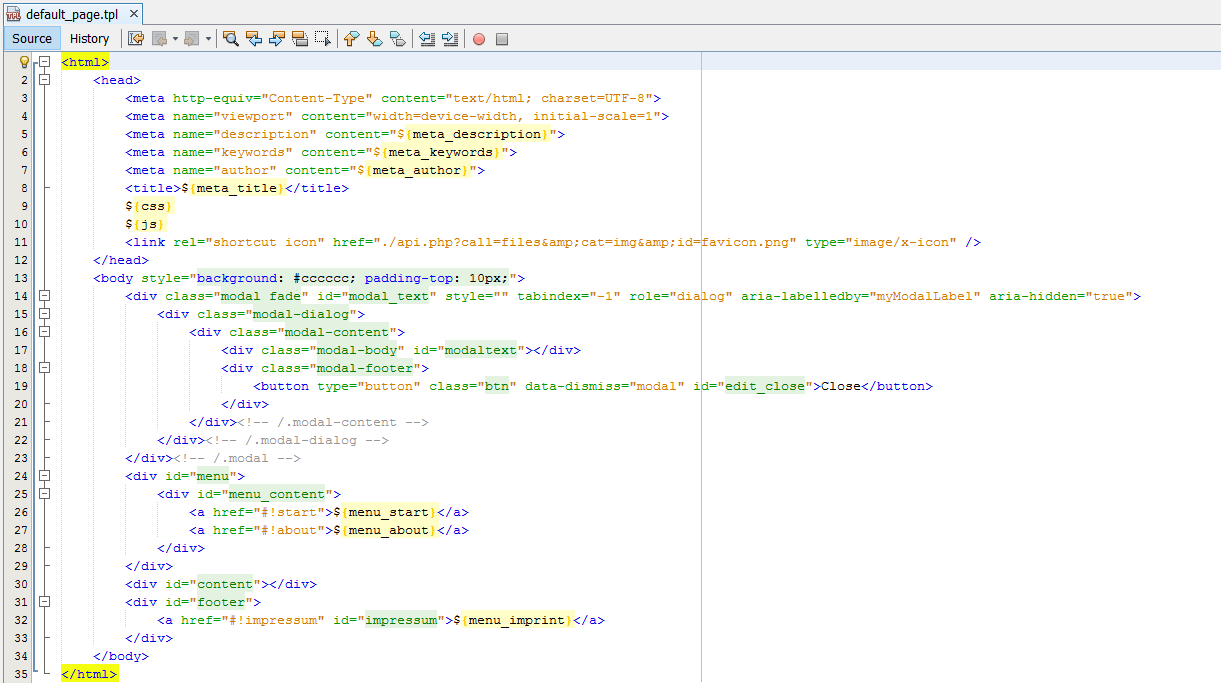 default_page.tpl
Source History
<html>
2 <head>
3 <meta http-equiv="Content-Type" content="text/html; charset=UTF-8">
4 <meta name="viewport" content="width=device-width, initial-scale=1">
5 <meta name="description" content="${meta_description}">
6 <meta name="keywords" content="${meta_keywords}">
7 <meta name="author" content="${meta_author}">
8 <title>${meta_title}</title>
9 ${css}
10 ${js}
11 <link rel="shortcut icon" href="./api.php?call=files&amp;cat=img&amp;id=favicon.png" type="image/x-icon" />
12 </head>
13 <body style="background: #cccccc; padding-top: 10px;">
14 <div class="modal fade" id="modal_text" style="" tabindex="-1" role="dialog" aria-labelledby="myModalLabel" aria-hidden="true">
15 <div class="modal-dialog">
16 <div class="modal-content">
17 <div class="modal-body" id="modaltext"></div>
18 <div class="modal-footer">
19 <button type="button" class="btn" data-dismiss="modal" id="edit_close">Close</button>
20 </div>
21 </div><!-- /.modal-content -->
22 </div><!-- /.modal-dialog -->
23 </div><!-- /.modal -->
24 <div id="menu">
25 <div id="menu_content">
26 <a href="#!start">${menu_start}</a>
27 <a href="#!about">${menu_about}</a>
28 </div>
29 </div>
30 <div id="content"></div>
31 <div id="footer">
32 <a href="#!impressum" id="impressum">${menu_imprint}</a>
33 </div>
34 </body>
35 </html>